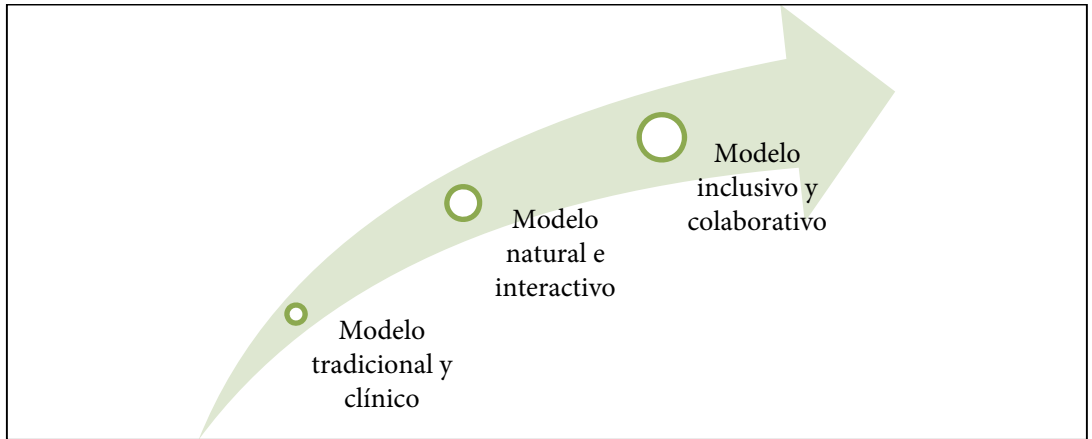 Modelo
tradicional y
clínico
Modelo
natural e
interactivo
Modelo
inclusivo y
colaborativo